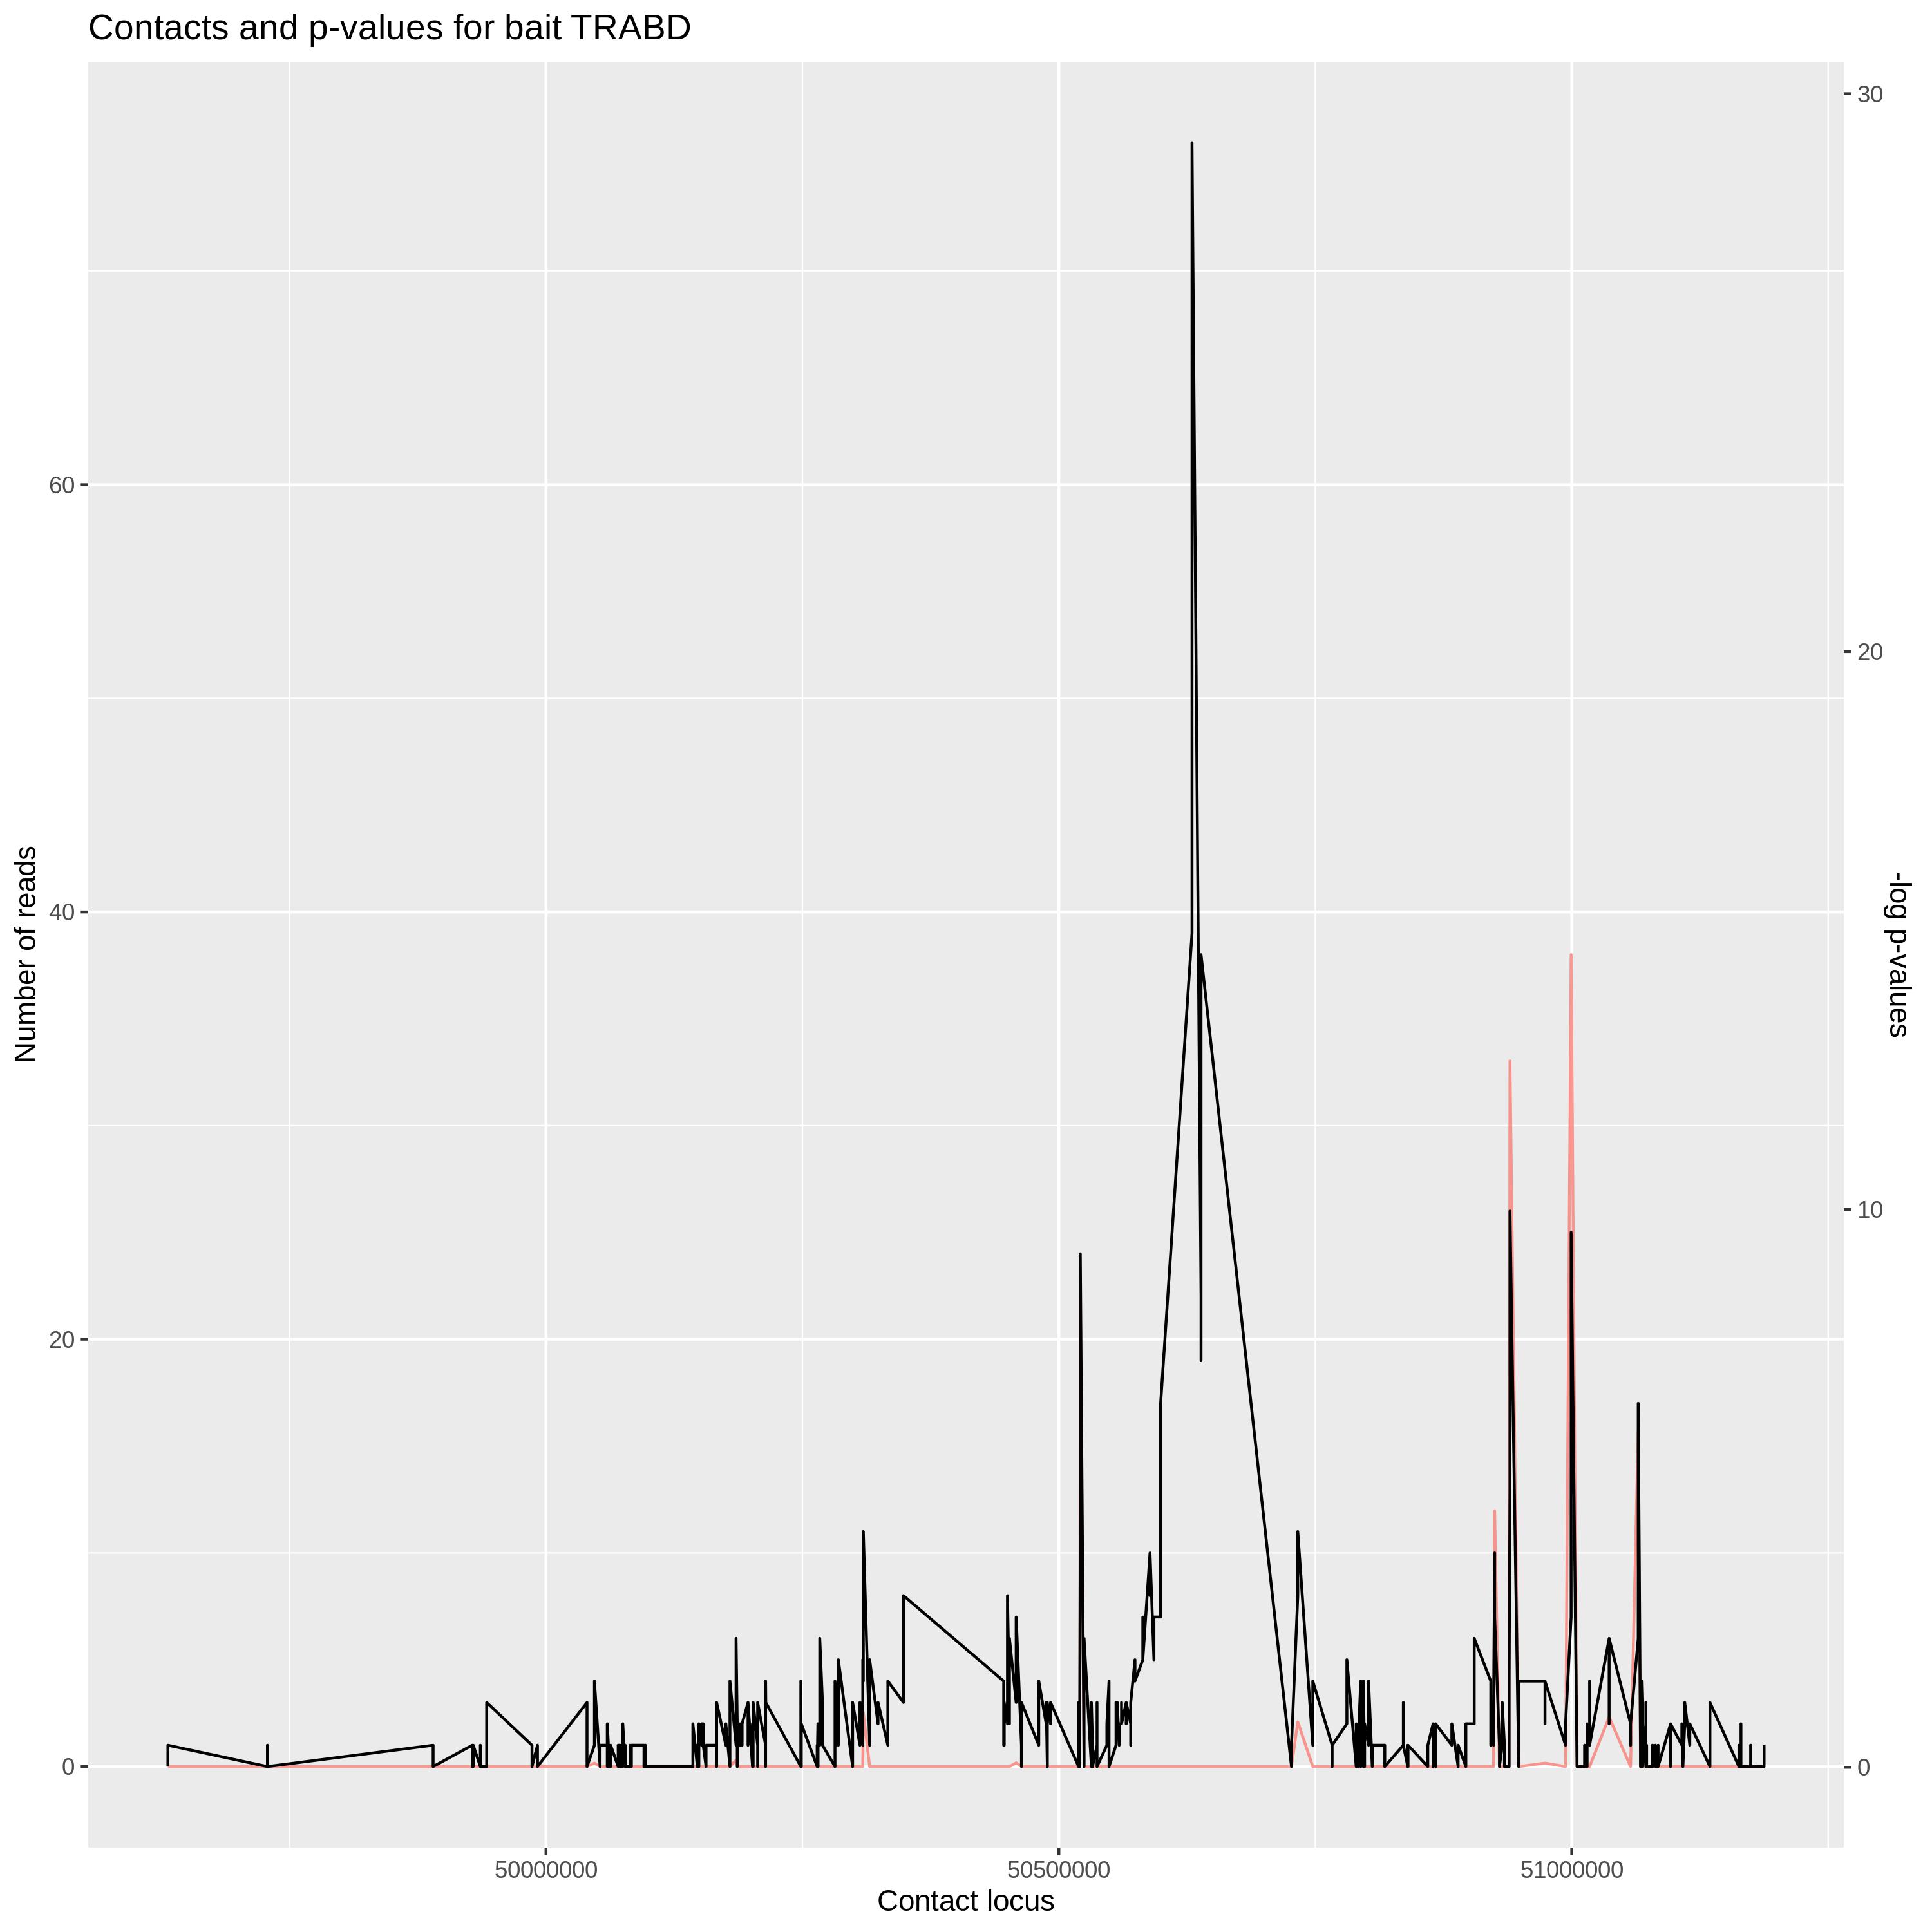 Contacts and p-values for bait TRABD
Number of reads
60
40
20
0
30
20
10
0
-log p-values
50000000
50500000
51000000
Contact locus